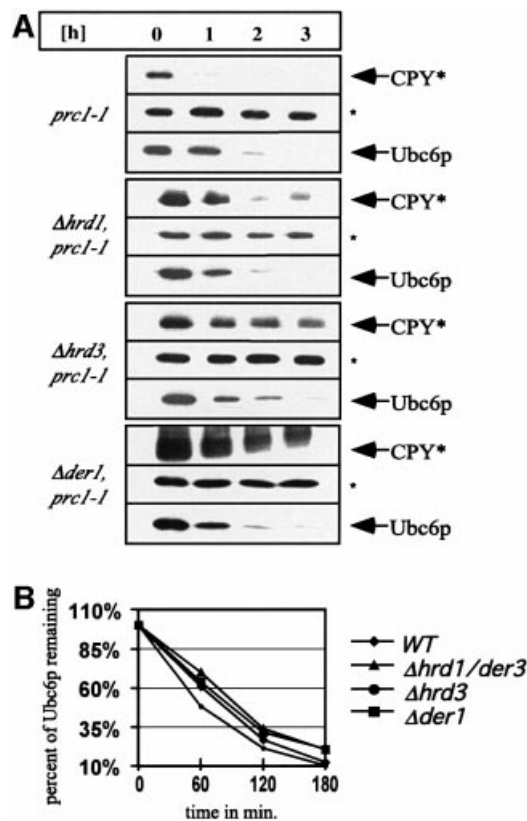 A
[h] 0 1 2 3
prc1-1
CPY*
*
Ubc6p
Δhrd1,
prc1-1
CPY*
*
Ubc6p
Δhrd3,
prc1-1
CPY*
*
Ubc6p
Δder1,
prc1-1
CPY*
*
Ubc6p
B
percent of Ubc6p remaining
110%
85%
60%
35%
10%
0 60 120 180
time in min.
WT
Δhrd1/der3
Δhrd3
Δder1